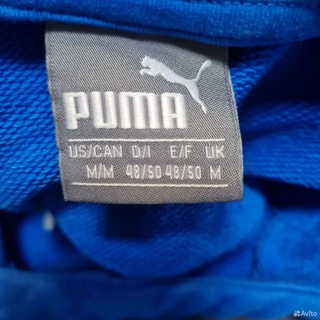 PUMA
US/CAN D/I E/F UK
M/M 48/50 48/50 M
Avito